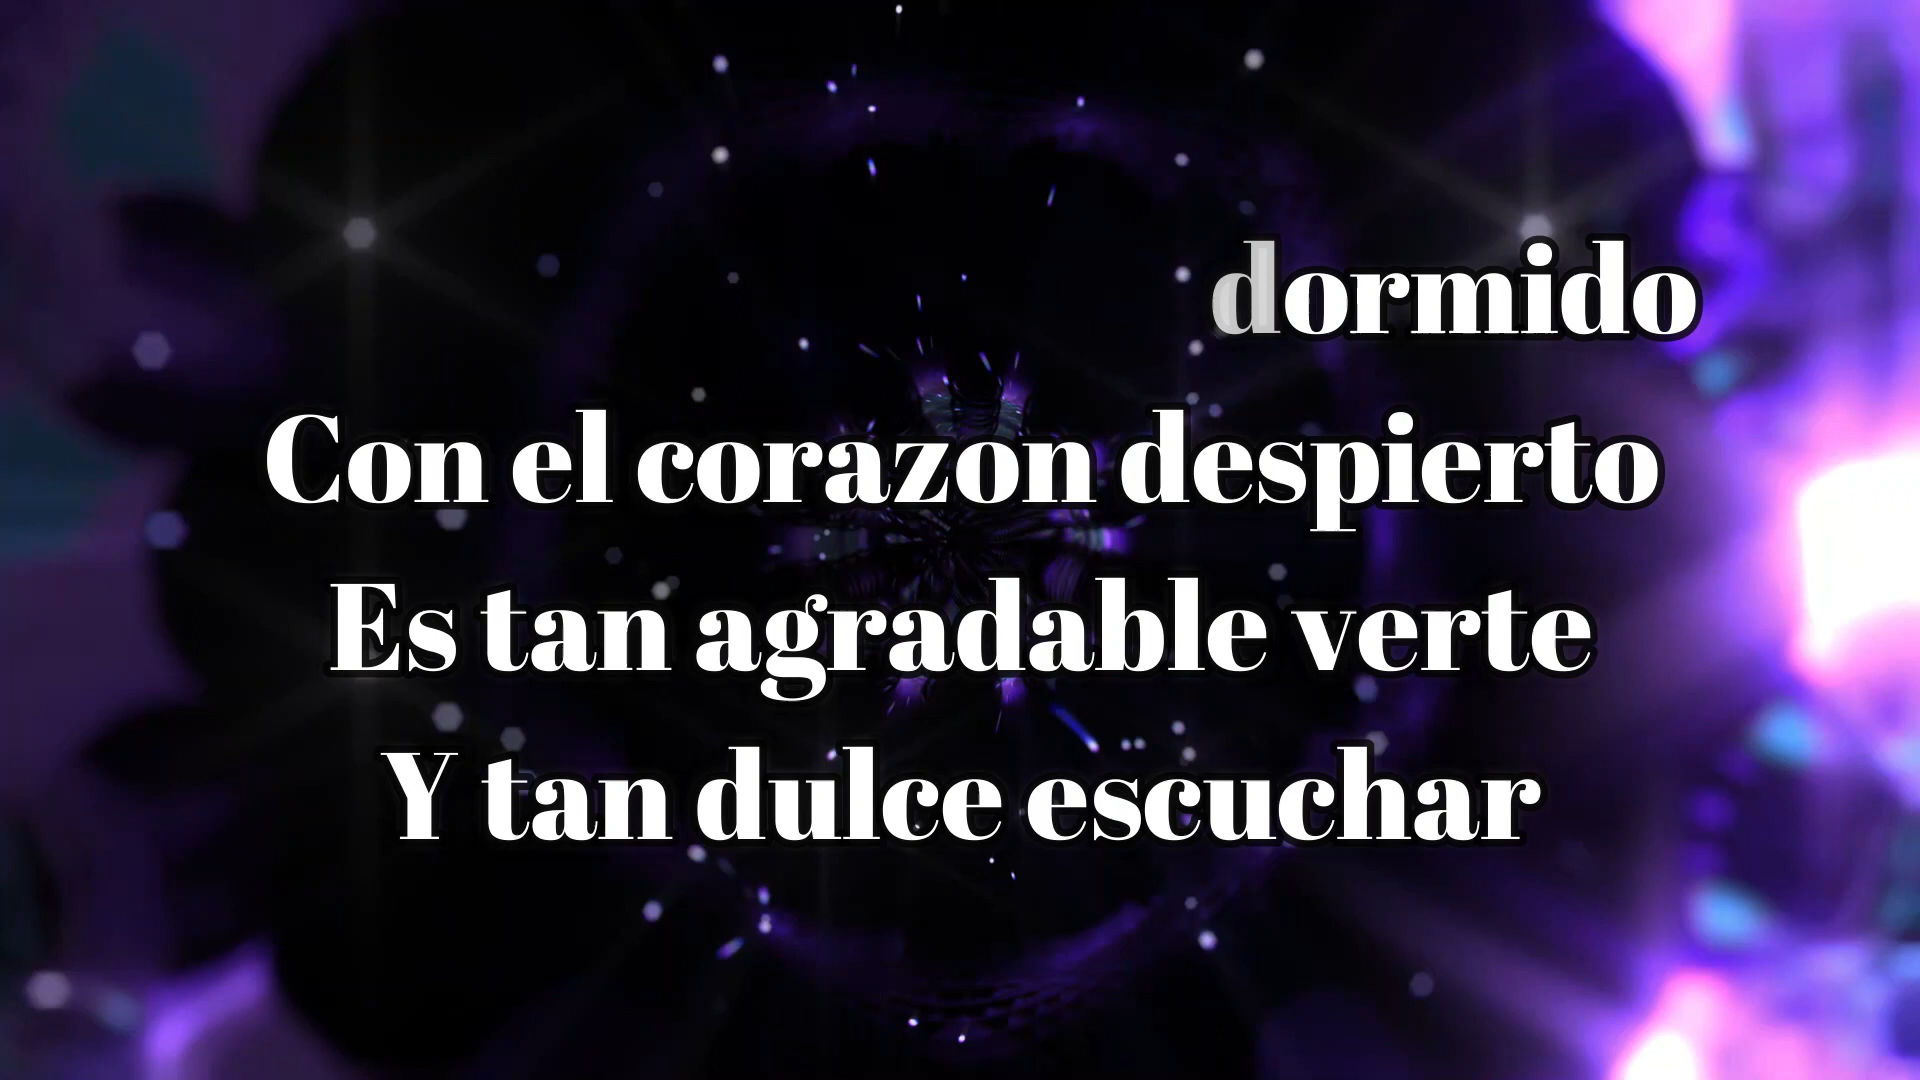 dormido
Con el corazon despierto
Es tan agradable verte
Y tan dulce escuchar